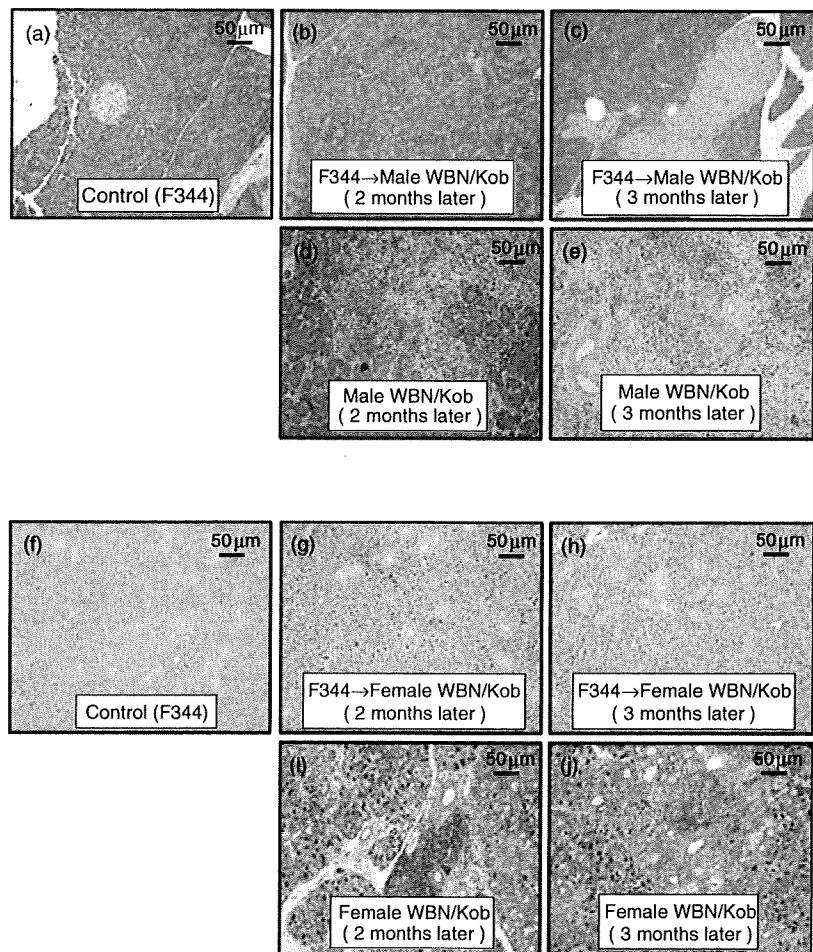 (a)
50μm
Control (F344)
(b)
50μm
F344→Male WBN/Kob
( 2 months later )
(c)
50μm
F344→Male WBN/Kob
( 3 months later )
(d)
50μm
Male WBN/Kob
( 2 months later )
(e)
50μm
Male WBN/Kob
( 3 months later )
(f)
50μm
Control (F344)
(g)
50μm
F344→Female WBN/Kob
( 2 months later )
(h)
50μm
F344→Female WBN/Kob
( 3 months later )
(i)
50μm
Female WBN/Kob
( 2 months later )
(j)
50μm
Female WBN/Kob
( 3 months later )